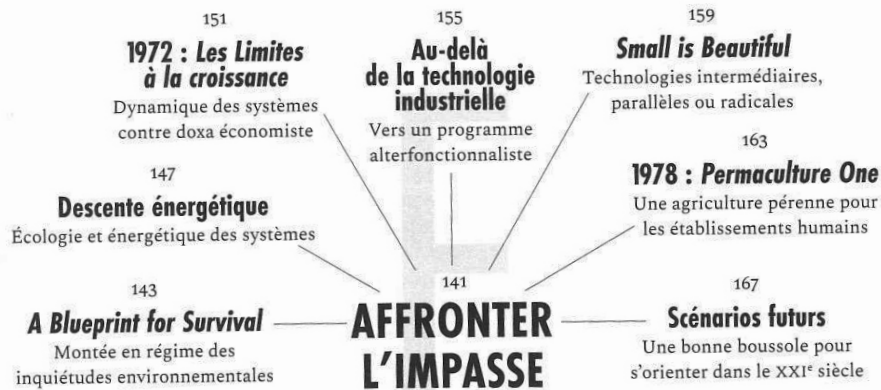 151
1972 : Les Limites
à la croissance
Dynamique des systèmes
contre doxa économiste
155
Au-delà
de la technologie
industrielle
Vers un programme
alterfonctionnaliste
159
Small is Beautiful
Technologies intermédiaires,
parallèles ou radicales
147
Descente énergétique
Écologie et énergétique des systèmes
163
1978 : Permaculture One
Une agriculture pérenne pour
les établissements humains
143
A Blueprint for Survival
Montée en régime des
inquiétudes environnementales
141
AFFRONTER
L'IMPASSE
167
Scénarios futurs
Une bonne boussole pour
s'orienter dans le XXIe siècle